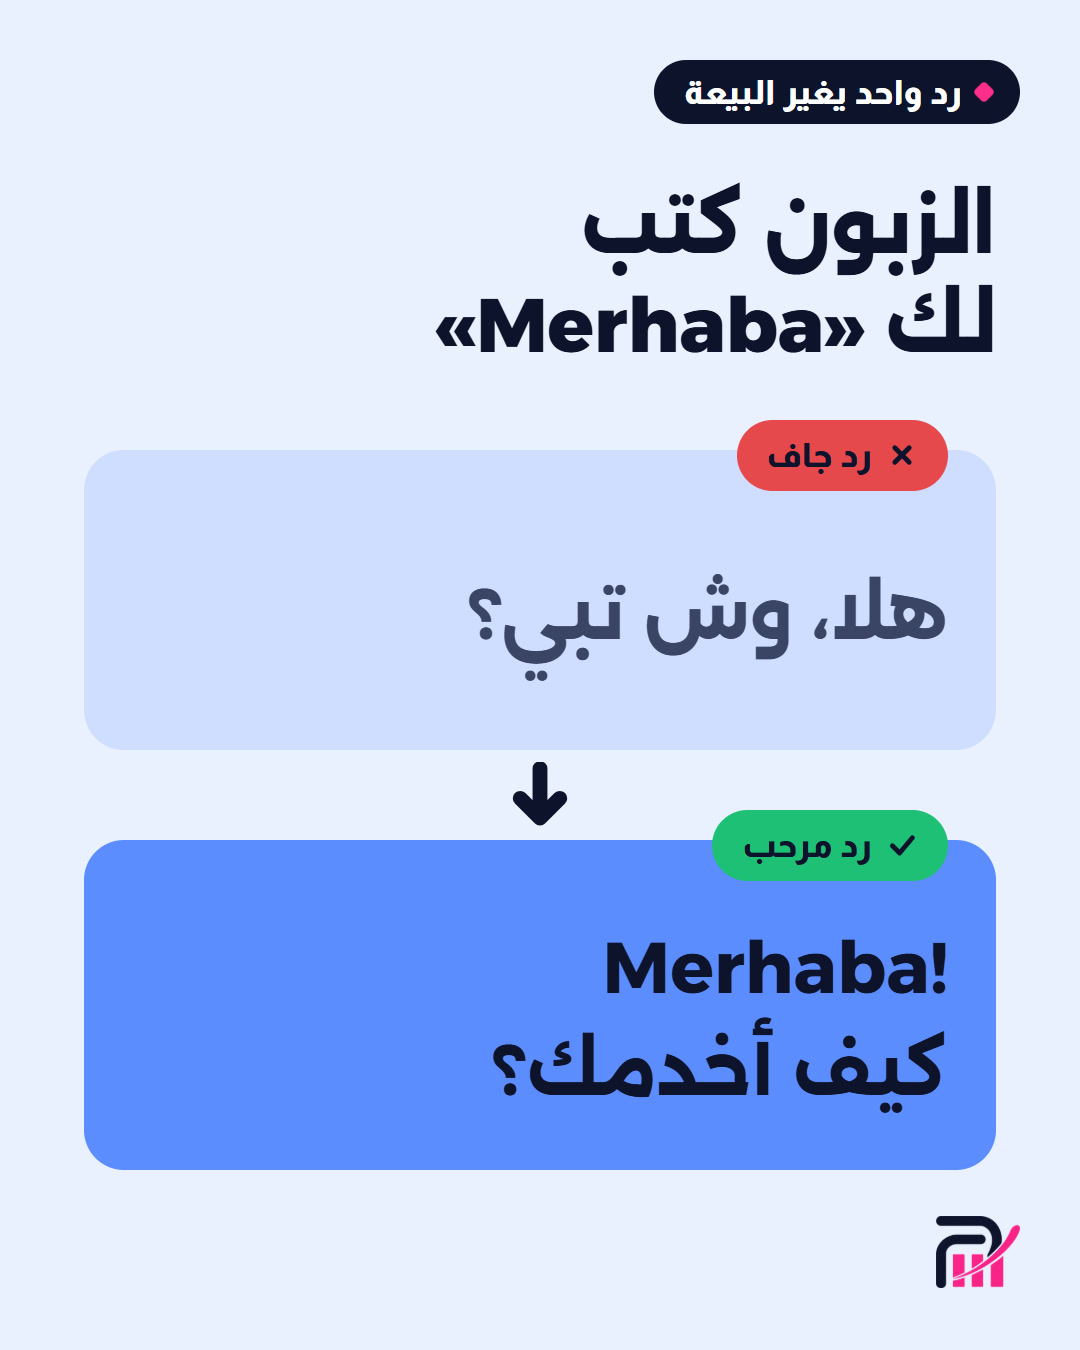 رد واحد يغير البيعة
الزبون كتب
لك «Merhaba»
رد جاف
هلا، وش تبي؟
رد مرحب
Merhaba!
كيف أخدمك؟